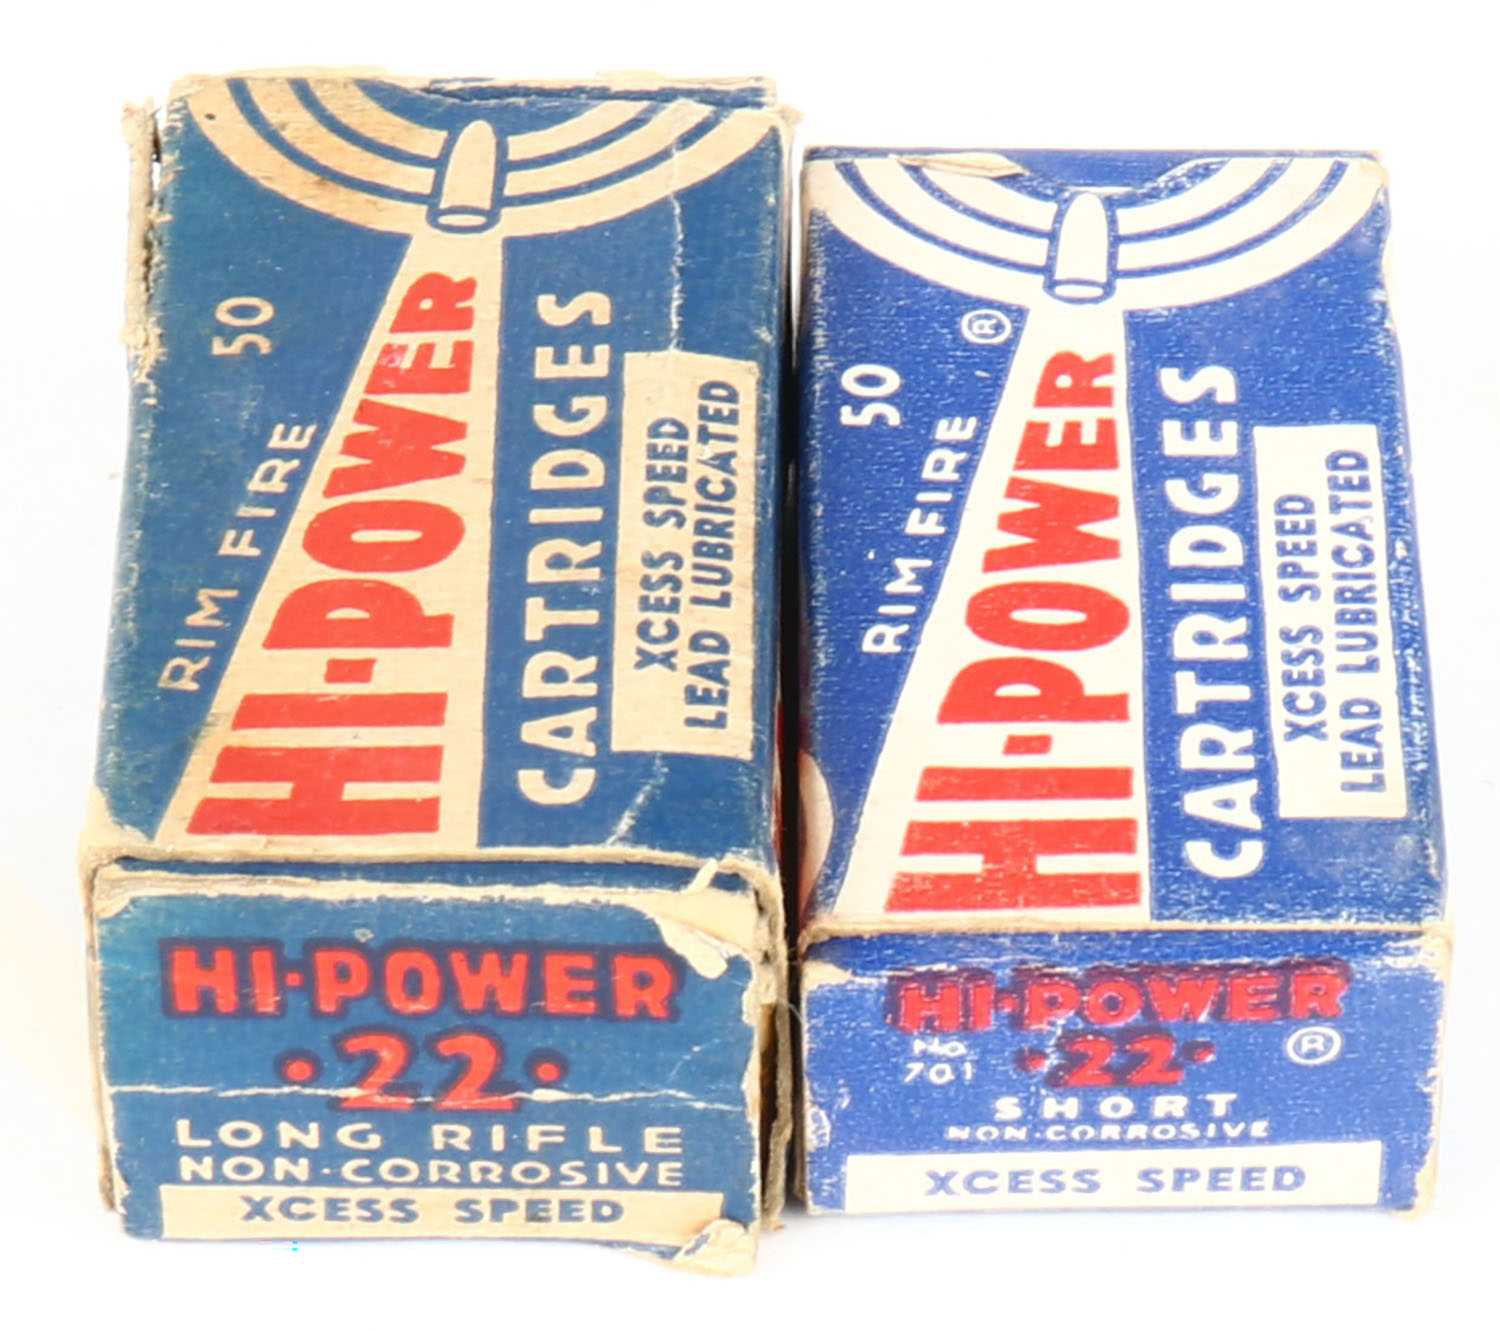 50
RIM FIRE
HI-POWER
CARTRIDGES
XCESS SPEED
LEAD LUBRICATED
HI-POWER
·22·
LONG RIFLE
NON-CORROSIVE
XCESS SPEED
50
RIM FIRE
®
HI-POWER
CARTRIDGES
XCESS SPEED
LEAD LUBRICATED
HI-POWER
No. 701 ·22· ®
SHORT
NON-CORROSIVE
XCESS SPEED